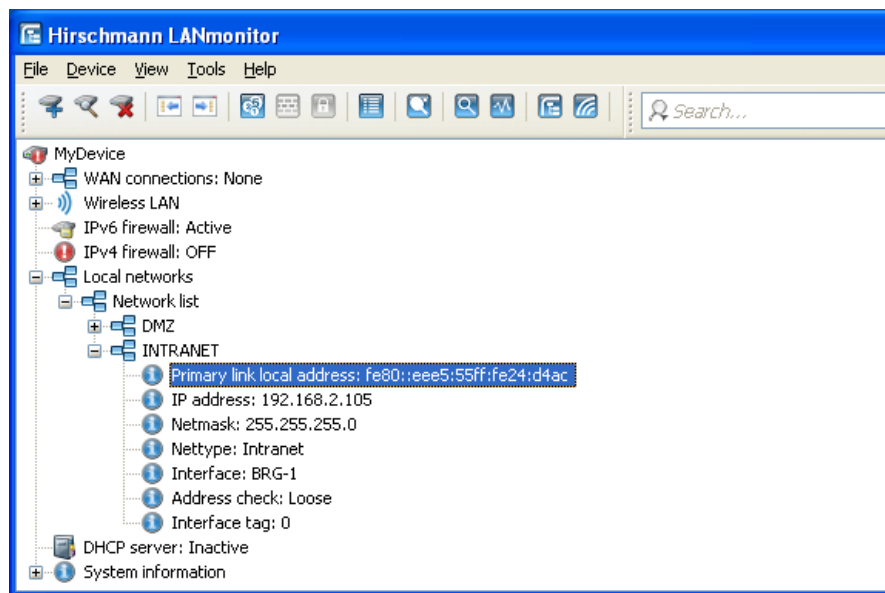 Hirschmann LANmonitor
File Device View Tools Help
Search...
MyDevice
WAN connections: None
Wireless LAN
IPv6 firewall: Active
IPv4 firewall: OFF
Local networks
Network list
DMZ
INTRANET
Primary link local address: fe80::eee5:55ff:fe24:d4ac
IP address: 192.168.2.105
Netmask: 255.255.255.0
Nettype: Intranet
Interface: BRG-1
Address check: Loose
Interface tag: 0
DHCP server: Inactive
System information